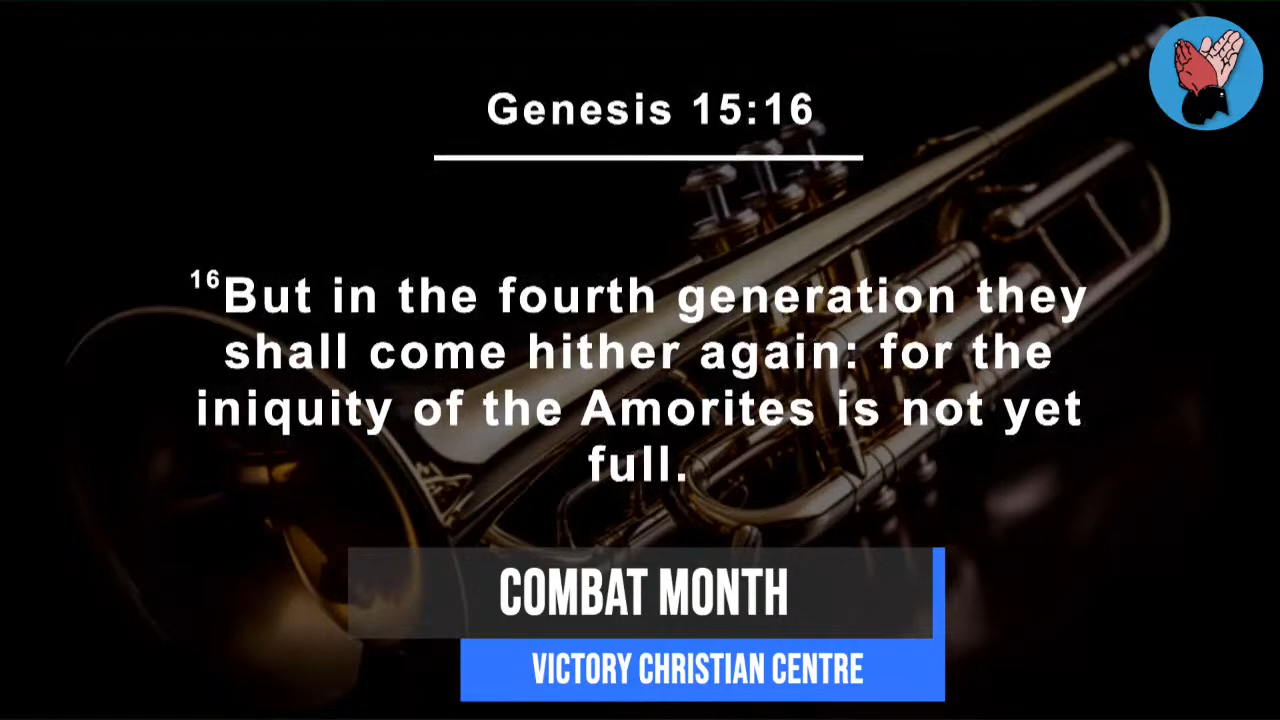 Genesis 15:16
16But in the fourth generation they
shall come hither again: for the
iniquity of the Amorites is not yet
full.
COMBAT MONTH
VICTORY CHRISTIAN CENTRE